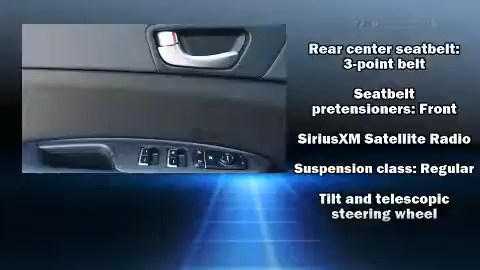 Rear center seatbelt:
3-point belt
Seatbelt
pretensioners: Front
SiriusXM Satellite Radio
Suspension class: Regular
Tilt and telescopic
steering wheel